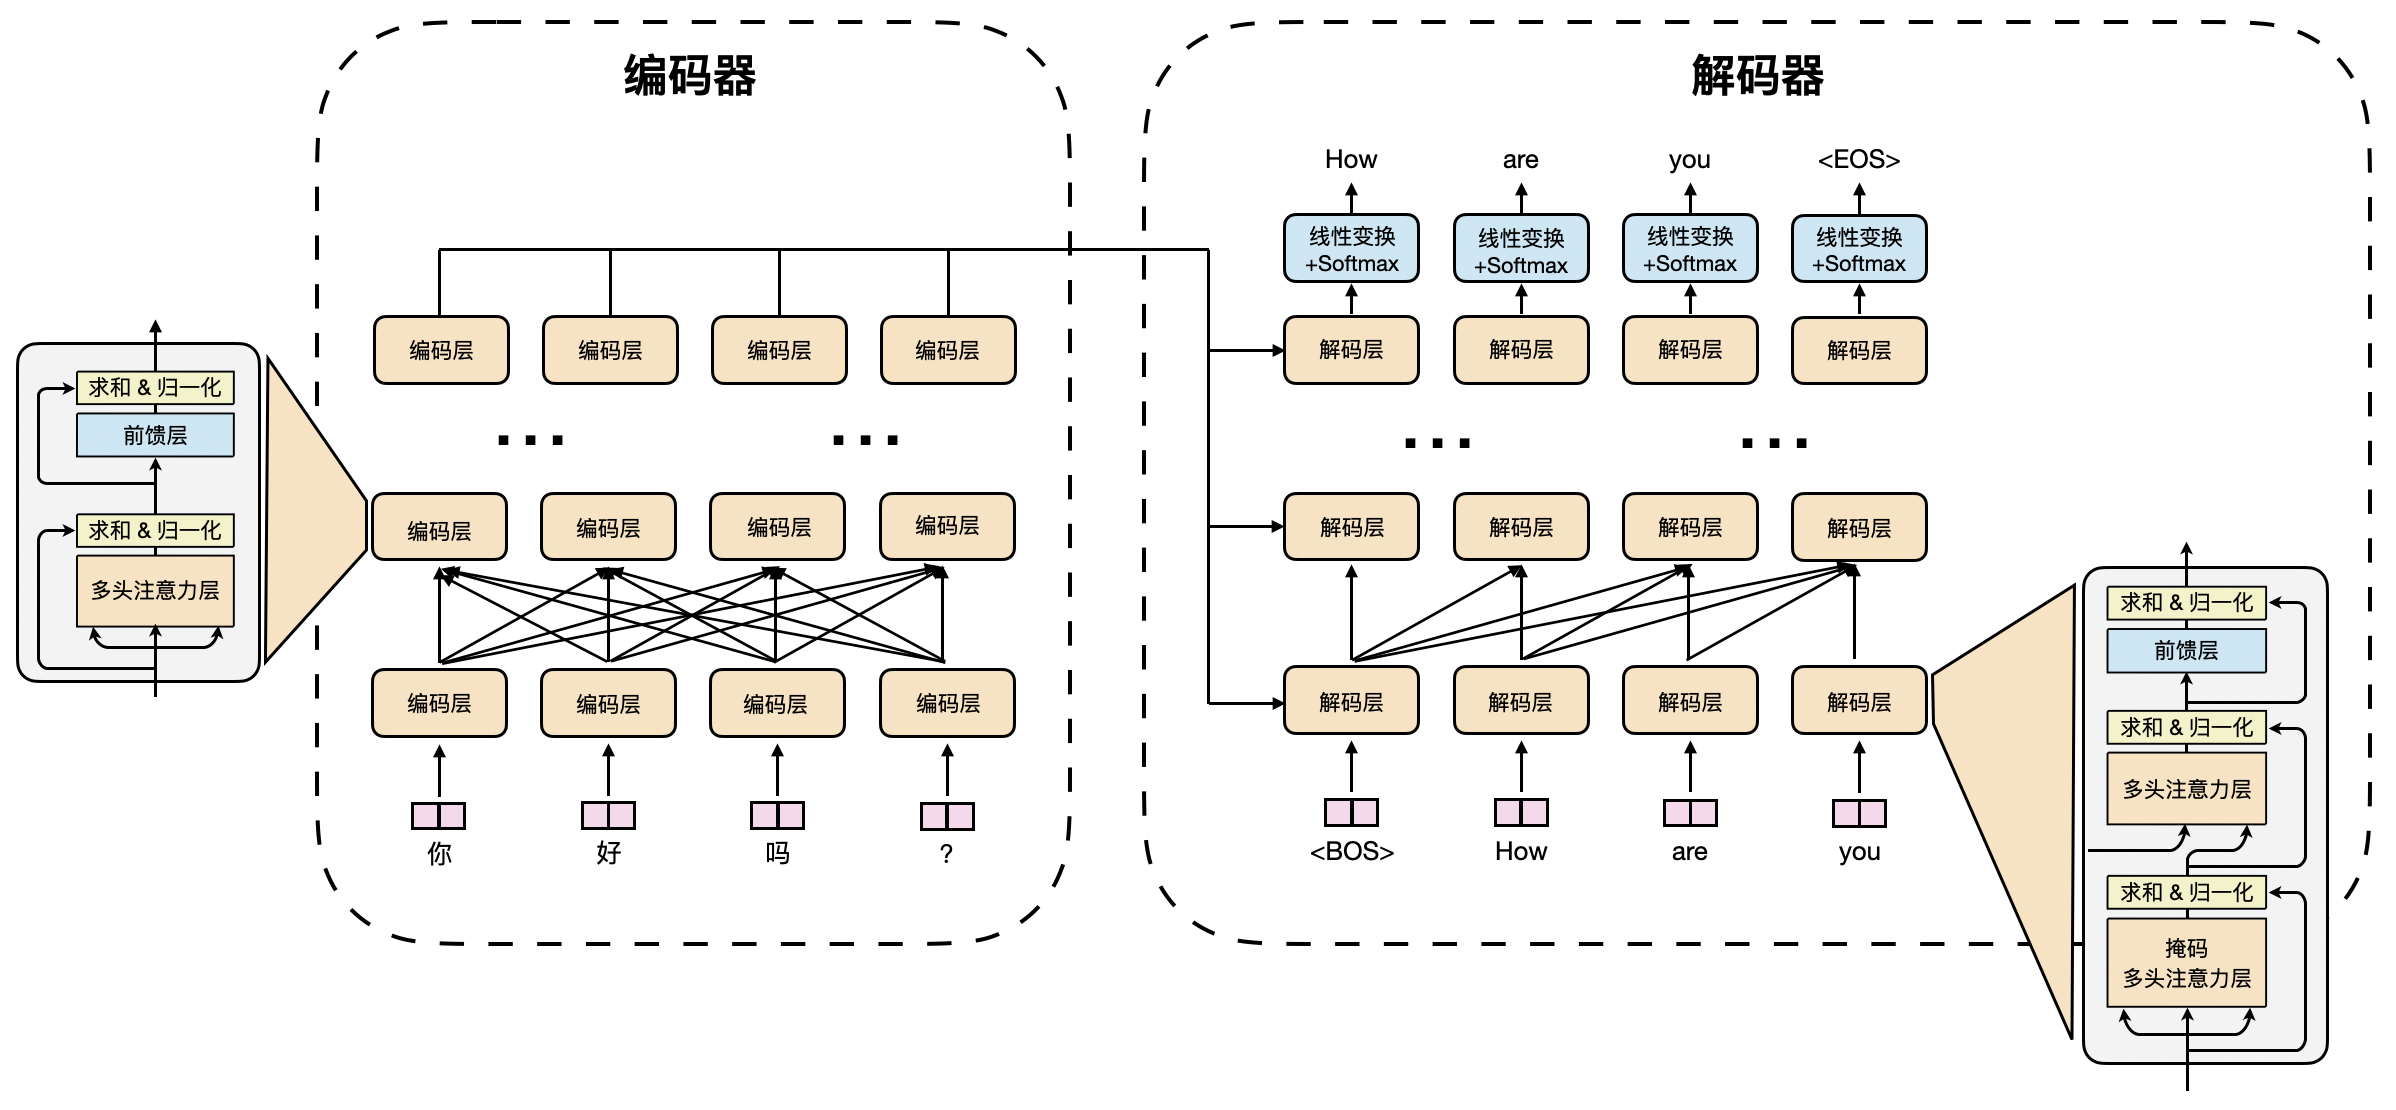 编码器
解码器
How
are
you
<EOS>
线性变换
+Softmax
线性变换
+Softmax
线性变换
+Softmax
线性变换
+Softmax
编码层
编码层
编码层
编码层
解码层
解码层
解码层
解码层
求和 & 归一化
前馈层
求和 & 归一化
多头注意力层
...
...
...
...
编码层
编码层
编码层
编码层
解码层
解码层
解码层
解码层
编码层
编码层
编码层
编码层
解码层
解码层
解码层
解码层
你
好
吗
?
<BOS>
How
are
you
求和 & 归一化
前馈层
求和 & 归一化
多头注意力层
求和 & 归一化
掩码
多头注意力层